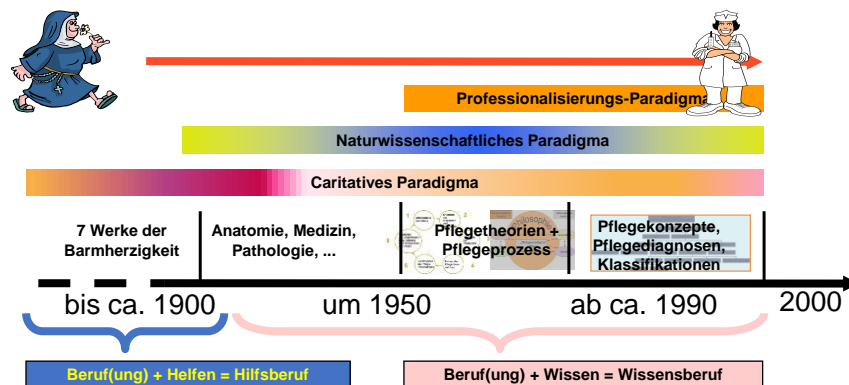 Professionalisierungs-Paradigma
Naturwissenschaftliches Paradigma
Caritatives Paradigma
7 Werke der
Barmherzigkeit
Anatomie, Medizin,
Pathologie, ...
Pflegetheorien +
Pflegeprozess
Pflegekonzepte,
Pflegediagnosen,
Klassifikationen
bis ca. 1900
um 1950
ab ca. 1990
2000
Beruf(ung) + Helfen = Hilfsberuf
Beruf(ung) + Wissen = Wissensberuf